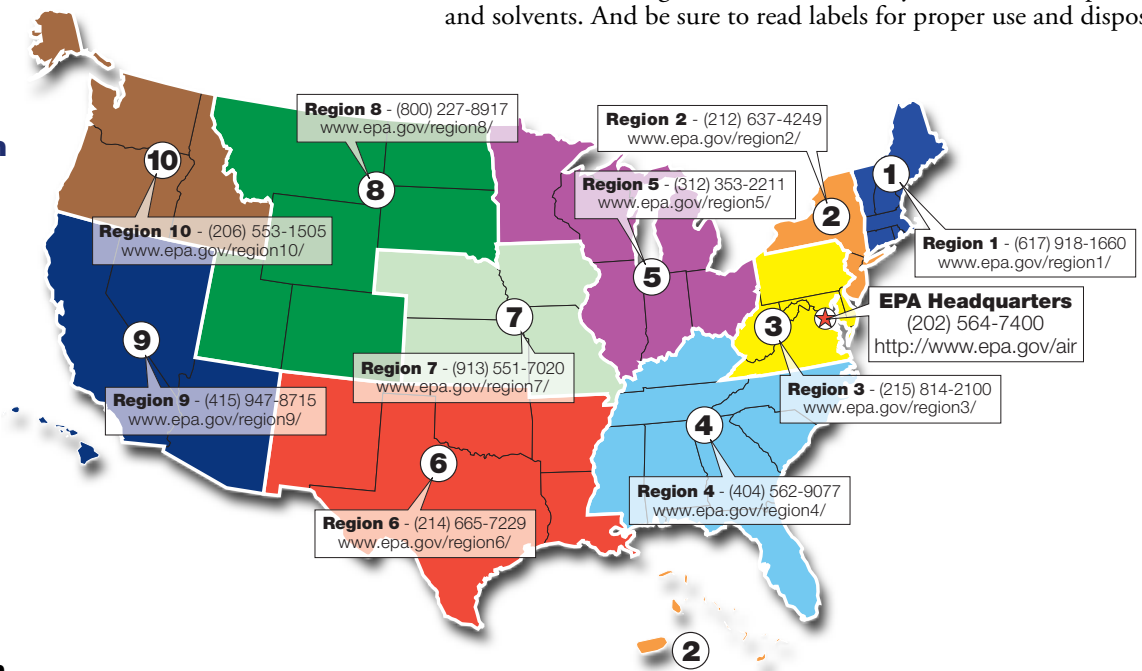 and solvents. And be sure to read labels for proper use and
Region 8 - (800) 227-8917
www.epa.gov/region8/
Region 2 - (212) 637-4249
www.epa.gov/region2/
Region 5 - (312) 353-2211
www.epa.gov/region5/
10
8
1
2
Region 10 - (206) 553-1505
www.epa.gov/region10/
Region 1 - (617) 918-1660
www.epa.gov/region1/
5
EPA Headquarters
(202) 564-7400
http://www.epa.gov/air
7
3
9
Region 7 - (913) 551-7020
www.epa.gov/region7/
Region 3 - (215) 814-2100
www.epa.gov/region3/
Region 9 - (415) 947-8715
www.epa.gov/region9/
4
6
Region 4 - (404) 562-9077
www.epa.gov/region4/
Region 6 - (214) 665-7229
www.epa.gov/region6/
2